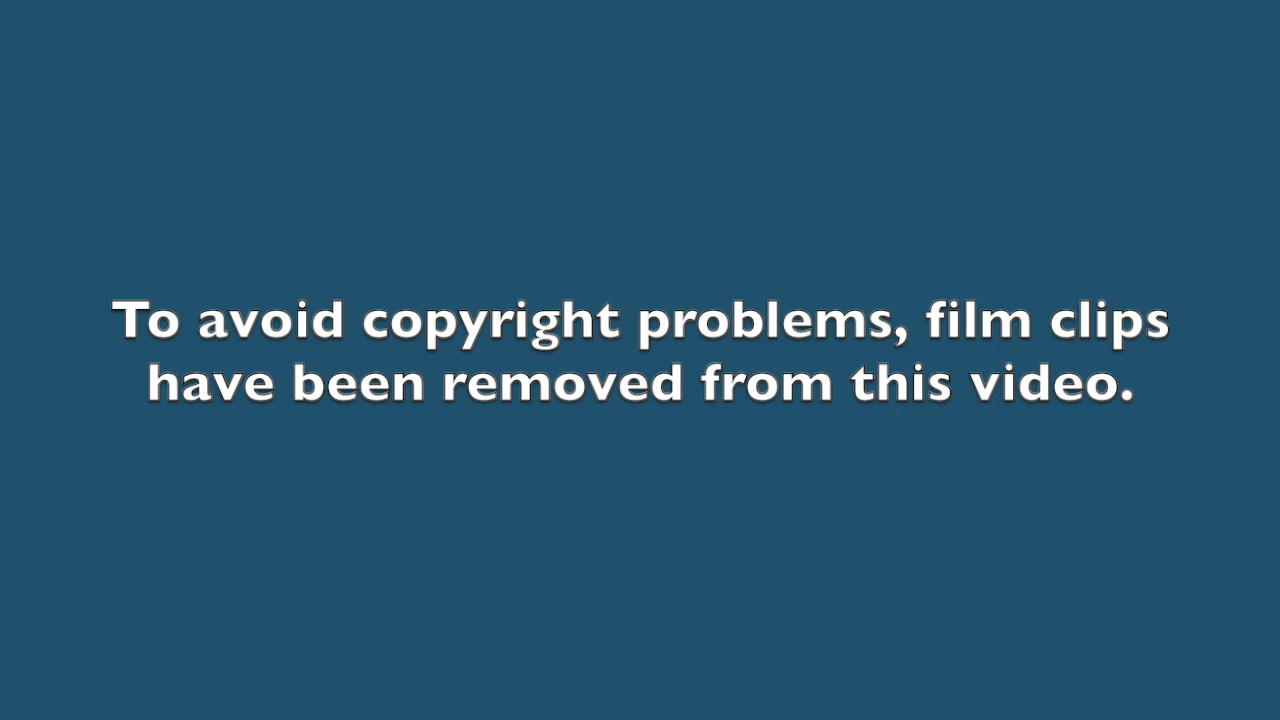 To avoid copyright problems, film clips
have been removed from this video.